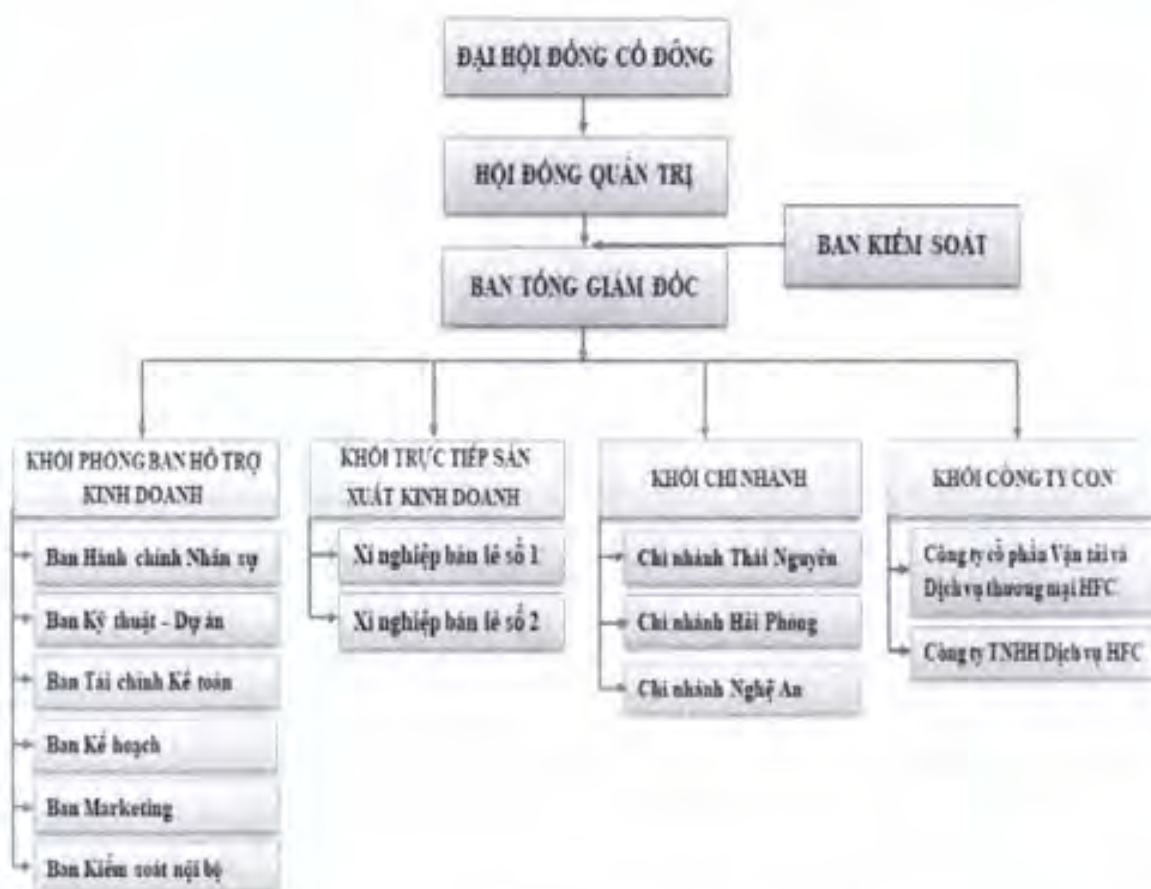 ĐẠI HỘI ĐỒNG CỔ ĐÔNG
HỘI ĐỒNG QUẢN TRỊ
BAN KIỂM SOÁT
BAN TỔNG GIÁM ĐỐC
KHỐI PHÒNG BAN HỖ TRỢ
KINH DOANH
Ban Hành chính Nhân sự
Ban Kỹ thuật – Dự án
Ban Tài chính Kế toán
Ban Kế hoạch
Ban Marketing
Ban Kiểm soát nội bộ
KHỐI TRỰC TIẾP SẢN
XUẤT KINH DOANH
Xí nghiệp bán lẻ số 1
Xí nghiệp bán lẻ số 2
KHỐI CHI NHÁNH
Chi nhánh Thái Nguyên
Chi nhánh Hải Phòng
Chi nhánh Nghệ An
KHỐI CÔNG TY CON
Công ty cổ phần Vận tải và
Dịch vụ thương mại HFC
Công ty TNHH Dịch vụ HFC